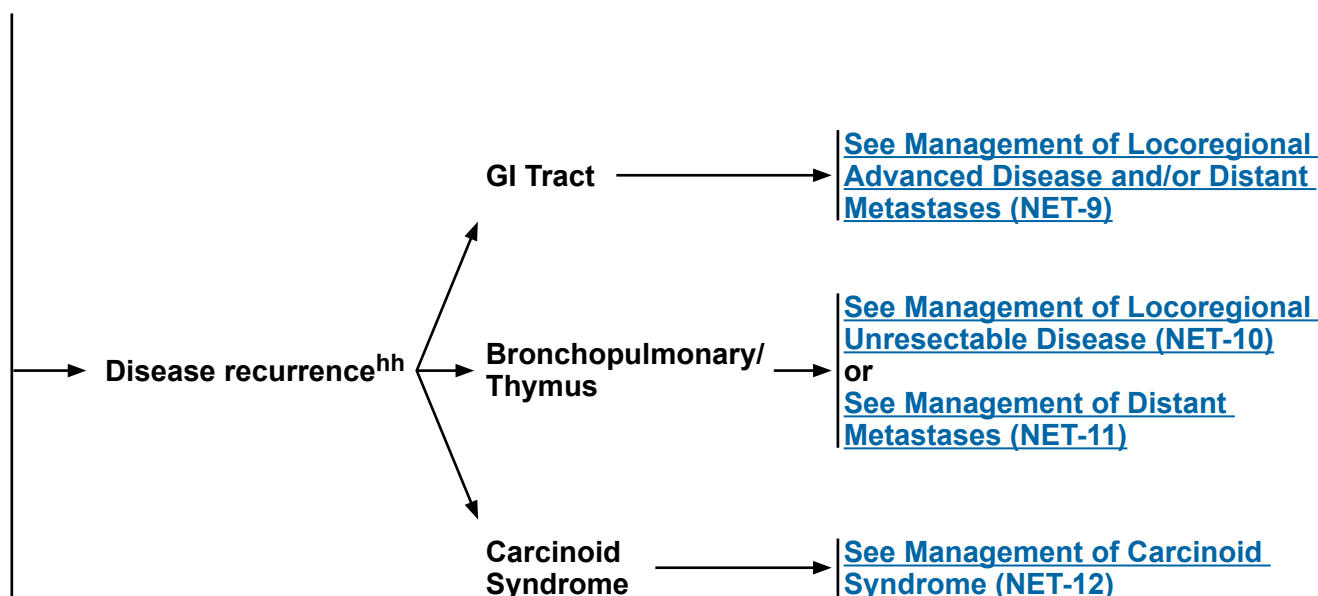 GI Tract
See Management of Locoregional
Advanced Disease and/or Distant
Metastases (NET-9)
Disease recurrencehh
Bronchopulmonary/
Thymus
See Management of Locoregional
Unresectable Disease (NET-10)
or
See Management of Distant
Metastases (NET-11)
Carcinoid
Syndrome
See Management of Carcinoid
Syndrome (NET-12)